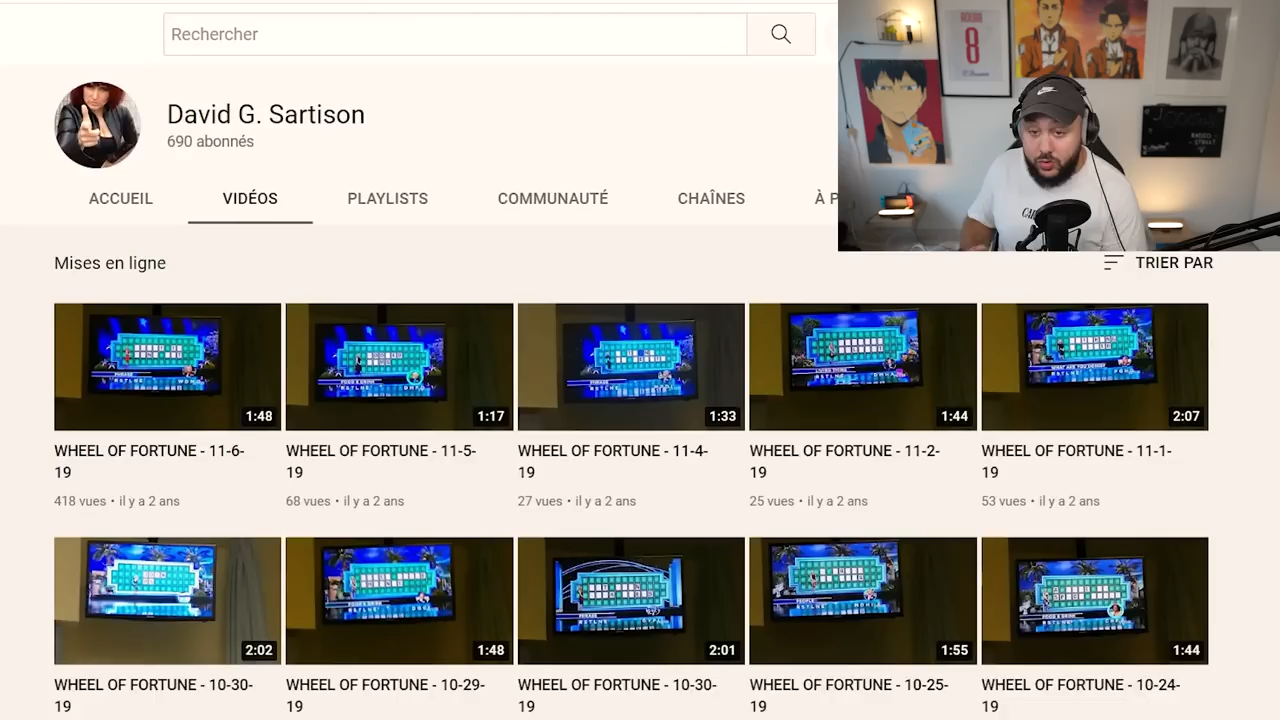 Rechercher
David G. Sartison
690 abonnés
ACCUEIL
VIDÉOS
PLAYLISTS
COMMUNAUTÉ
CHAÎNES
À P
Mises en ligne
TRIER PAR
1:48
1:17
1:33
1:44
2:07
WHEEL OF FORTUNE - 11-6-
19
418 vues • il y a 2 ans
WHEEL OF FORTUNE - 11-5-
19
68 vues • il y a 2 ans
WHEEL OF FORTUNE - 11-4-
19
27 vues • il y a 2 ans
WHEEL OF FORTUNE - 11-2-
19
25 vues • il y a 2 ans
WHEEL OF FORTUNE - 11-1-
19
53 vues • il y a 2 ans
2:02
1:48
2:01
1:55
1:44
WHEEL OF FORTUNE - 10-30-
19
WHEEL OF FORTUNE - 10-29-
19
WHEEL OF FORTUNE - 10-30-
19
WHEEL OF FORTUNE - 10-25-
19
WHEEL OF FORTUNE - 10-24-
19
8